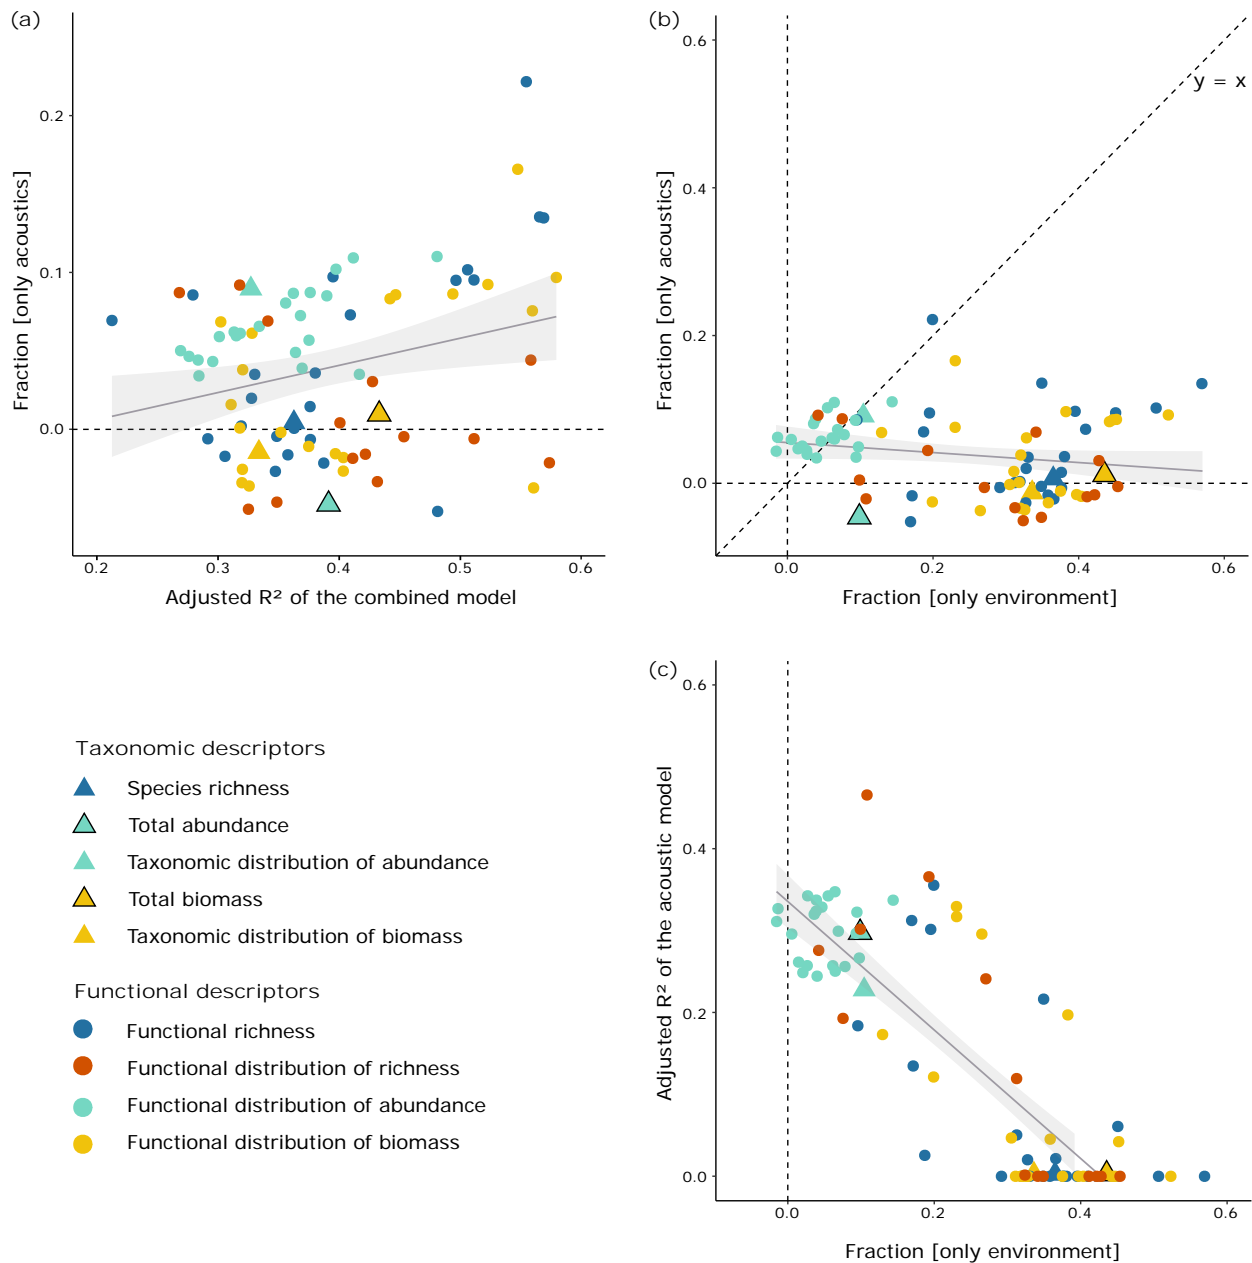 (a)
0.2
0.1
0.0
Fraction [only acoustics]
0.2
0.3
0.4
0.5
0.6
Adjusted R² of the combined model
(b)
0.6
0.4
0.2
0.0
Fraction [only acoustics]
y = x
0.0
0.2
0.4
0.6
Fraction [only environment]
(c)
0.6
0.4
0.2
0.0
Adjusted R² of the acoustic model
0.0
0.2
0.4
0.6
Fraction [only environment]
Taxonomic descriptors
Species richness
Total abundance
Taxonomic distribution of abundance
Total biomass
Taxonomic distribution of biomass
Functional descriptors
Functional richness
Functional distribution of richness
Functional distribution of abundance
Functional distribution of biomass